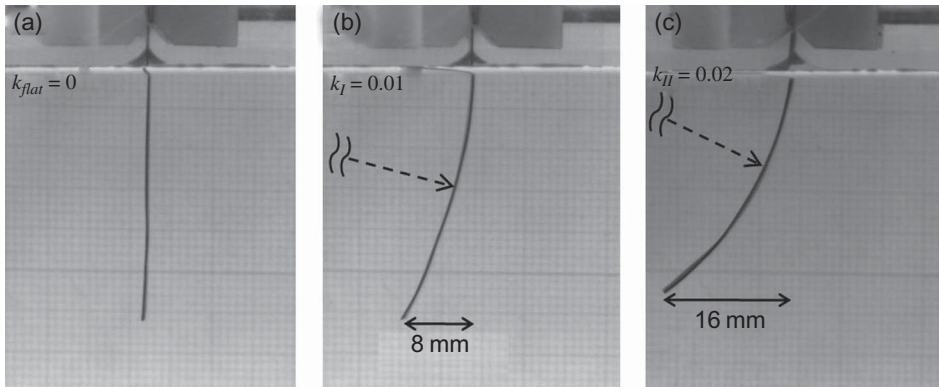 (a)
k_flat = 0
(b)
k_I = 0.01
8 mm
(c)
k_II = 0.02
16 mm